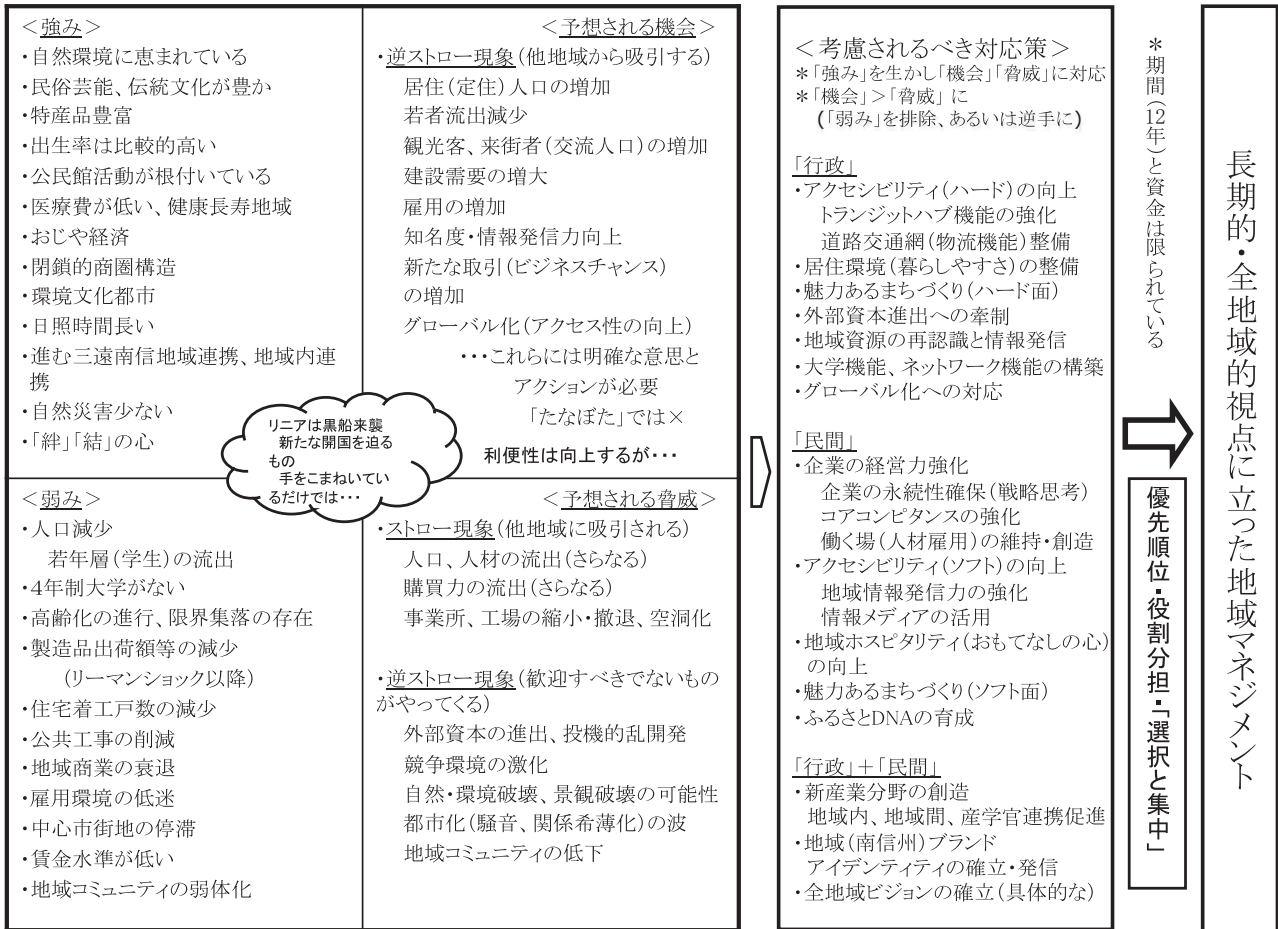 ＜強み＞
・自然環境に恵まれている
・民俗芸能、伝統文化が豊か
・特産品豊富
・出生率は比較的高い
・公民館活動が根付いている
・医療費が低い、健康長寿地域
・おじや経済
・閉鎖的商圏構造
・環境文化都市
・日照時間長い
・進む三遠南信地域連携、地域内連
携
・自然災害少ない
・「絆」「結」の心
＜予想される機会＞
・逆ストロー現象(他地域から吸引する)
居住(定住)人口の増加
若者流出減少
観光客、来街者(交流人口)の増加
建設需要の増大
雇用の増加
知名度・情報発信力向上
新たな取引(ビジネスチャンス)
の増加
グローバル化(アクセス性の向上)
・・・これらには明確な意思と
アクションが必要
「たなぼた」では×
利便性は向上するが・・・
リニアは黒船来襲
新たな開国を迫る
もの
手をこまねいてい
るだけでは・・・
＜弱み＞
・人口減少
若年層(学生)の流出
・4年制大学がない
・高齢化の進行、限界集落の存在
・製造品出荷額等の減少
(リーマンショック以降)
・住宅着工戸数の減少
・公共工事の削減
・地域商業の衰退
・雇用環境の低迷
・中心市街地の停滞
・賃金水準が低い
・地域コミュニティの弱体化
＜予想される脅威＞
・ストロー現象(他地域に吸引される)
人口、人材の流出(さらなる)
購買力の流出(さらなる)
事業所、工場の縮小・撤退、空洞化
・逆ストロー現象(歓迎すべきでないもの
がやってくる)
外部資本の進出、投機的乱開発
競争環境の激化
自然・環境破壊、景観破壊の可能性
都市化(騒音、関係希薄化)の波
地域コミュニティの低下
＜考慮されるべき対応策＞
＊「強み」を生かし「機会」「脅威」に対応
＊「機会」＞「脅威」に
(「弱み」を排除、あるいは逆手に)
「行政」
・アクセシビリティ(ハード)の向上
トランジットハブ機能の強化
道路交通網(物流機能)整備
・居住環境(暮らしやすさ)の整備
・魅力あるまちづくり(ハード面)
・外部資本進出への牽制
・地域資源の再認識と情報発信
・大学機能、ネットワーク機能の構築
・グローバル化への対応
「民間」
・企業の経営力強化
企業の永続性確保(戦略思考)
コアコンピタンスの強化
働く場(人材雇用)の維持・創造
・アクセシビリティ(ソフト)の向上
地域情報発信力の強化
情報メディアの活用
・地域ホスピタリティ(おもてなしの心)
の向上
・魅力あるまちづくり(ソフト面)
・ふるさとDNAの育成
「行政」＋「民間」
・新産業分野の創造
地域内、地域間、産学官連携促進
・地域(南信州)ブランド
アイデンティティの確立・発信
・全地域ビジョンの確立(具体的な)
＊期間(12年)と資金は限られている
優先順位・役割分担・「選択と集中」
長期的・全地域的視点に立った地域マネジメント